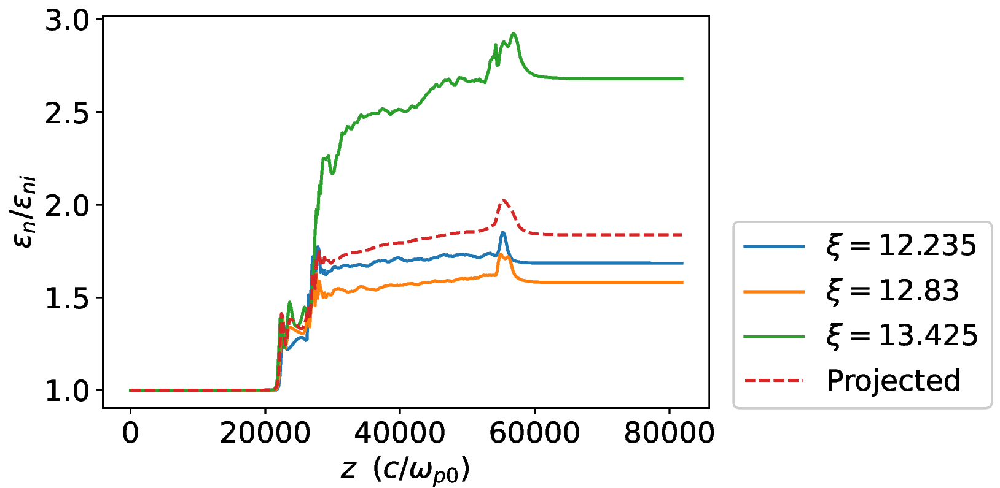 3.0
2.5
2.0
1.5
1.0
εn/εni
0
20000
40000
60000
80000
z (c/ωp0)
ξ = 12.235
ξ = 12.83
ξ = 13.425
Projected